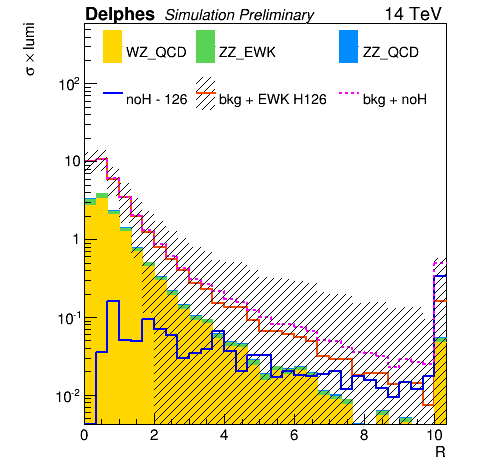 Delphes Simulation Preliminary 14 TeV
σ × lumi
WZ_QCD ZZ_EWK ZZ_QCD
noH - 126 bkg + EWK H126 bkg + noH
10²
10
1
10⁻¹
10⁻²
0 2 4 6 8 10
R